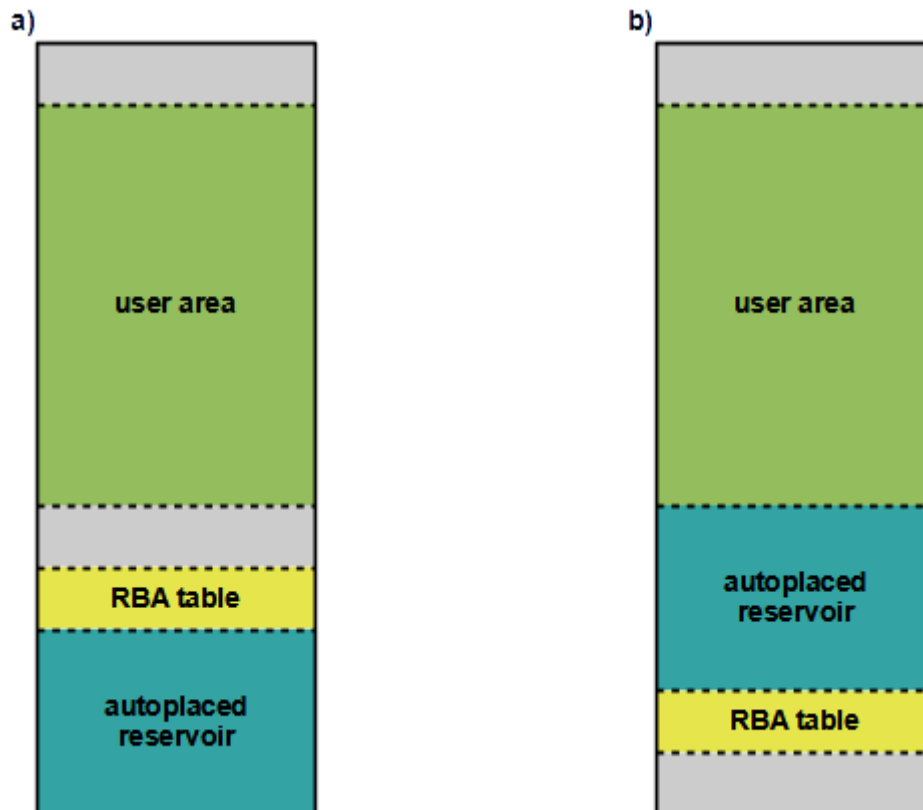 a)
user area
RBA table
autoplaced
reservoir
b)
user area
autoplaced
reservoir
RBA table